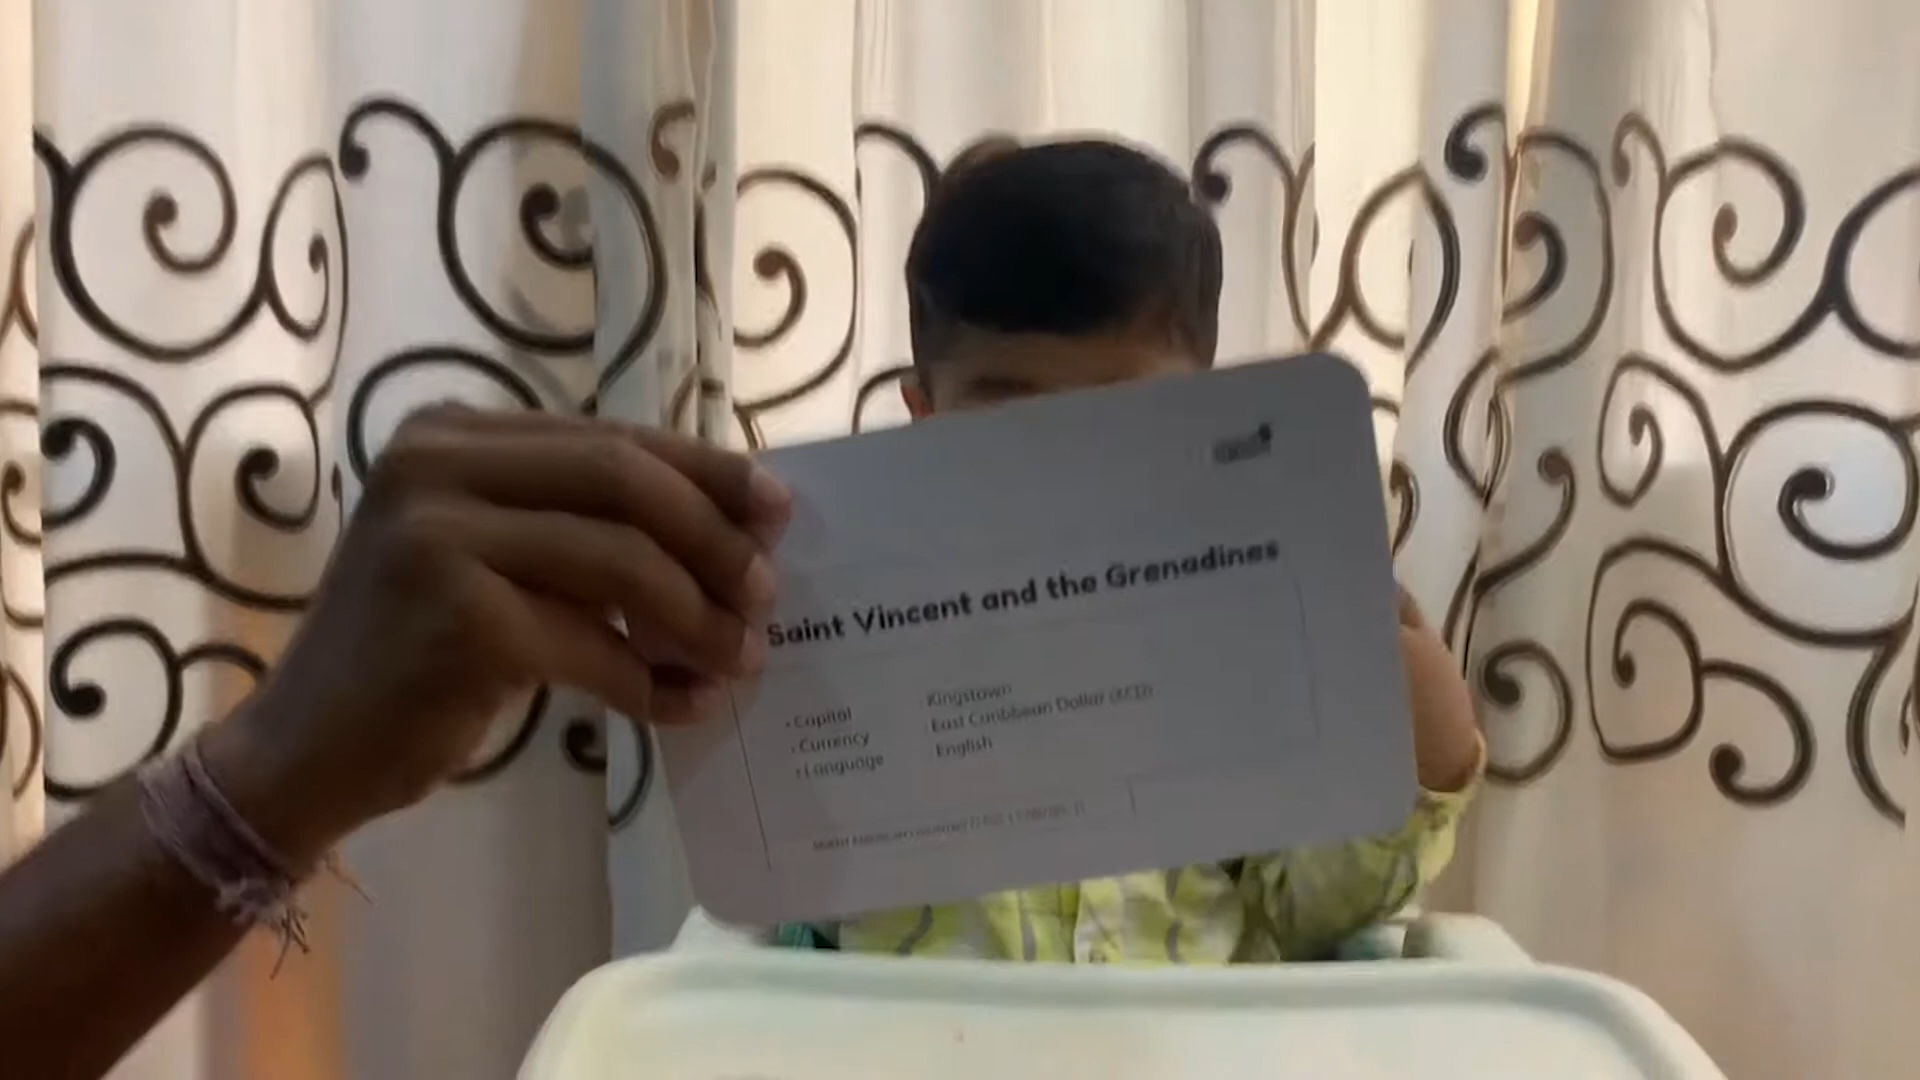 Saint Vincent and the Grenadines
• Capital : Kingstown
• Currency : East Caribbean Dollar (XCD)
• Language : English